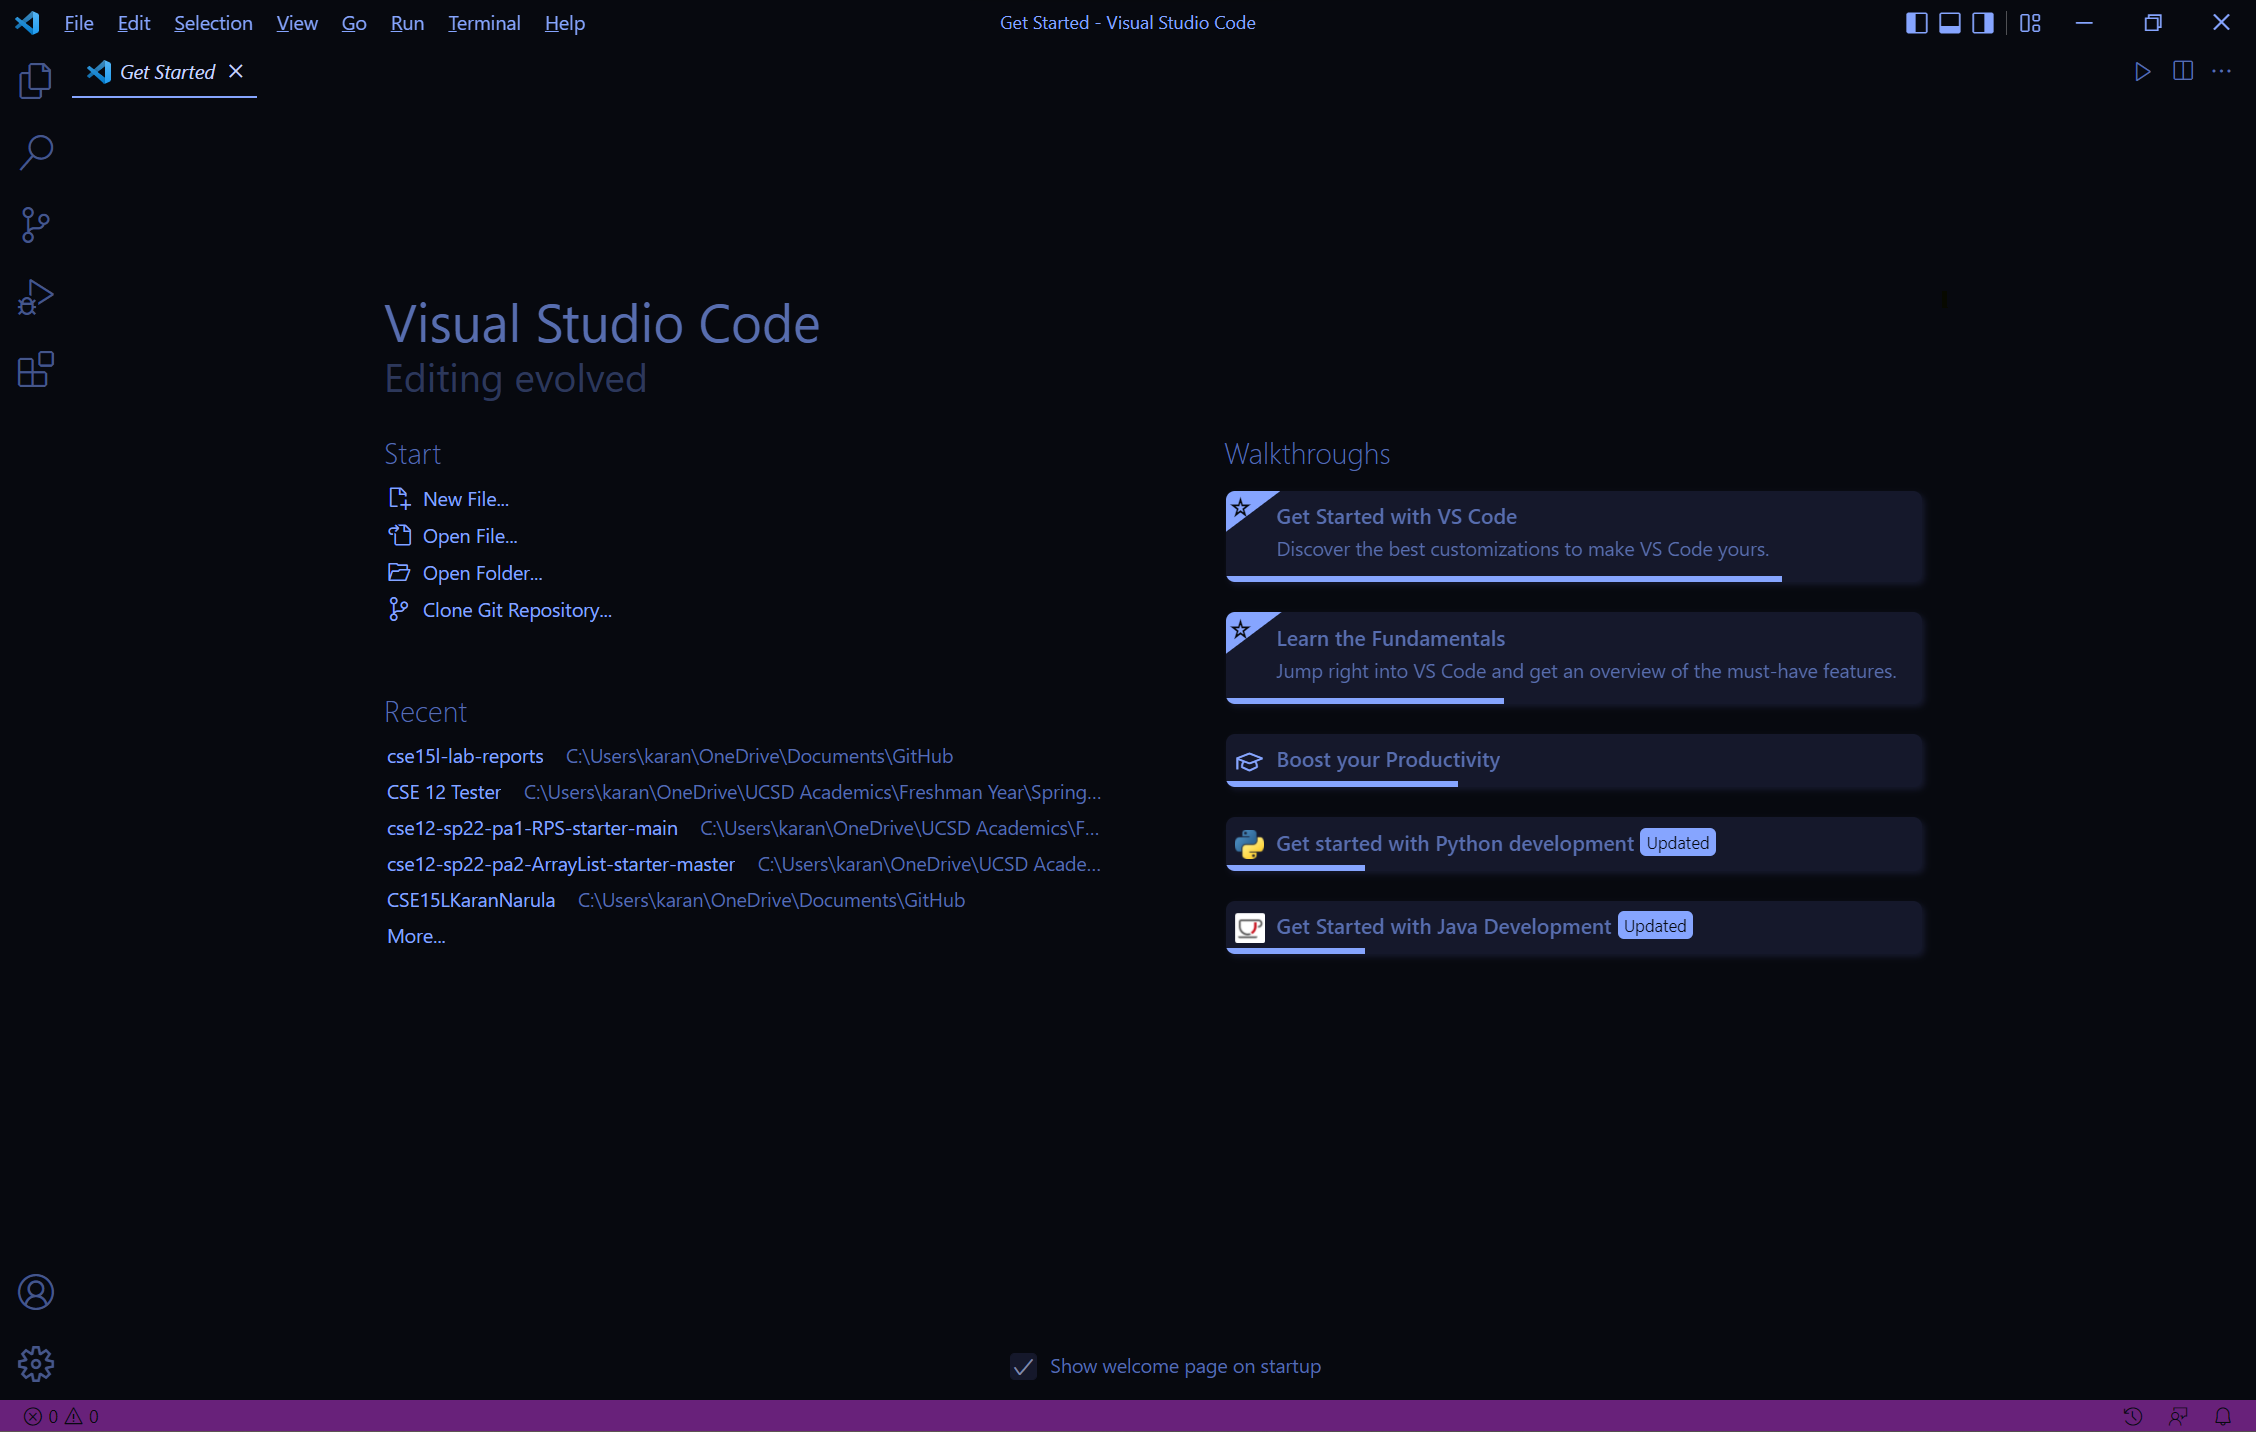 File Edit Selection View Go Run Terminal Help
Get Started - Visual Studio Code
Get Started
Visual Studio Code
Editing evolved
Start
New File...
Open File...
Open Folder...
Clone Git Repository...
Recent
cse15l-lab-reports C:\Users\karan\OneDrive\Documents\GitHub
CSE 12 Tester C:\Users\karan\OneDrive\UCSD Academics\Freshman Year\Spring...
cse12-sp22-pa1-RPS-starter-main C:\Users\karan\OneDrive\UCSD Academics\F...
cse12-sp22-pa2-ArrayList-starter-master C:\Users\karan\OneDrive\UCSD Acade...
CSE15LKaranNarula C:\Users\karan\OneDrive\Documents\GitHub
More...
Walkthroughs
Get Started with VS Code
Discover the best customizations to make VS Code yours.
Learn the Fundamentals
Jump right into VS Code and get an overview of the must-have features.
Boost your Productivity
Get started with Python development Updated
Get Started with Java Development Updated
Show welcome page on startup
0 0